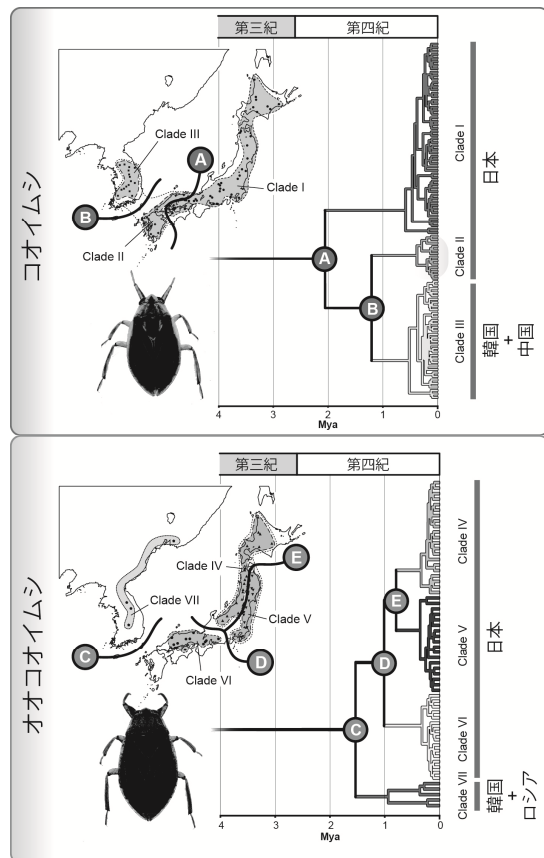 コオイムシ
第三紀
第四紀
Clade III
A
Clade I
B
Clade II
A
B
Clade I
Clade II
Clade III
日本
韓国
+
中国
4
3
2
1
0
Mya
オオコオイムシ
第三紀
第四紀
Clade IV
E
Clade VII
Clade V
C
D
Clade VI
E
D
C
Clade IV
Clade V
Clade VI
Clade VII
日本
韓国
+
ロシア
4
3
2
1
0
Mya